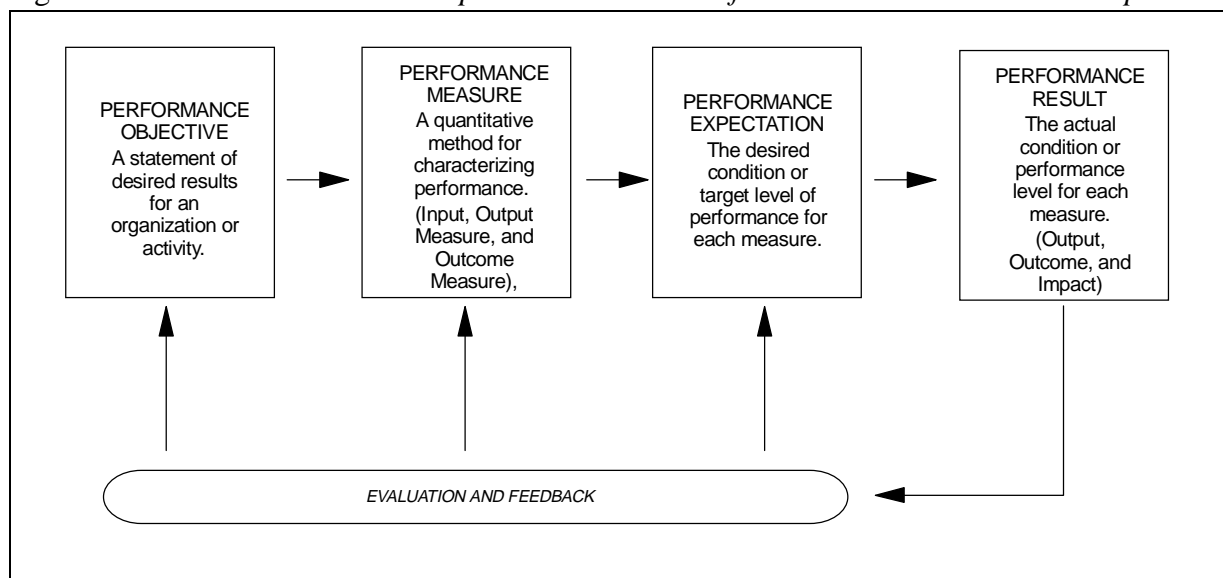 PERFORMANCE
OBJECTIVE
A statement of
desired results
for an
organization or
activity.
PERFORMANCE
MEASURE
A quantitative
method for
characterizing
performance.
(Input, Output
Measure, and
Outcome
Measure),
PERFORMANCE
EXPECTATION
The desired
condition or
target level of
performance for
each measure.
PERFORMANCE
RESULT
The actual
condition or
performance
level for each
measure.
(Output,
Outcome, and
Impact)
EVALUATION AND FEEDBACK